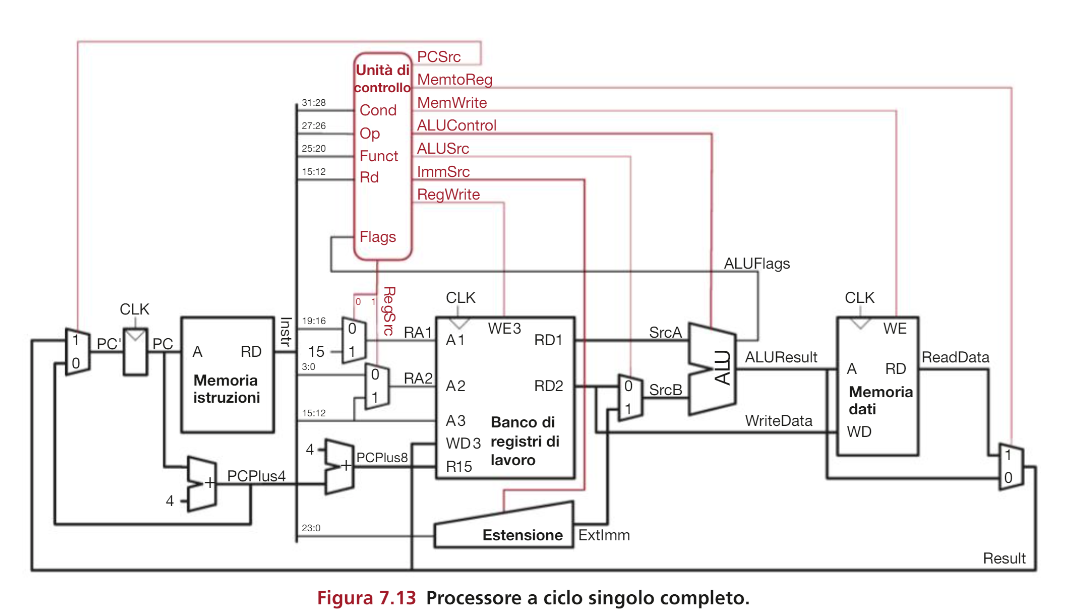 PCSrc
Unità di
controllo
MemtoReg
31:28
Cond
MemWrite
27:26
Op
ALUControl
25:20
Funct
ALUSrc
15:12
Rd
ImmSrc
RegWrite
Flags
ALUFlags
RegSrc
0 1
CLK
CLK
CLK
Instr
19:16
0
15
1
RA1
A1
WE3
RD1
SrcA
ALU
WE
1
0
PC'
PC
A
RD
Memoria
istruzioni
3:0
0
1
RA2
A2
RD2
0
1
SrcB
ALUResult
A
RD
ReadData
Memoria
dati
15:12
A3
Banco di
registri di
lavoro
WriteData
WD
WD3
4
+
PCPlus8
R15
1
0
4
+
PCPlus4
23:0
Estensione
ExtImm
Result
Figura 7.13 Processore a ciclo singolo completo.